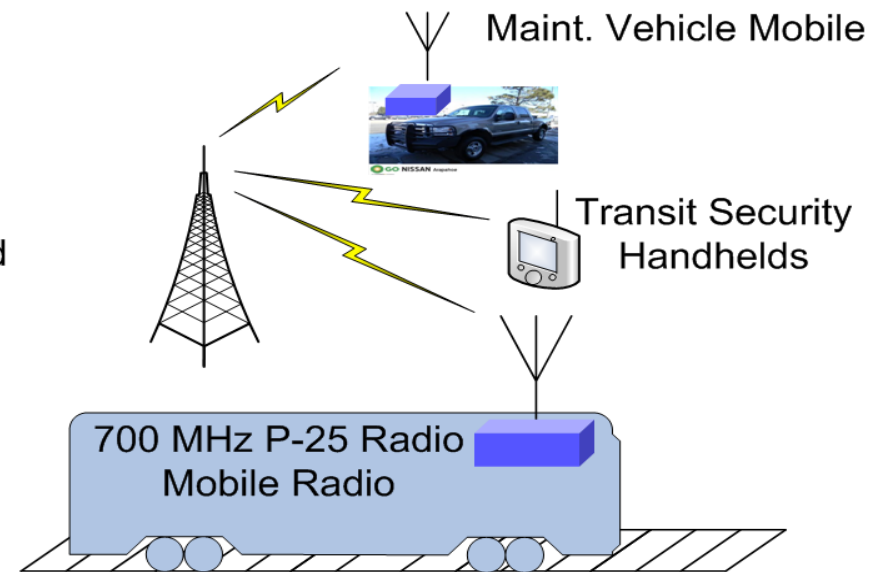 Maint. Vehicle Mobile
GO NISSAN
Transit Security
Handhelds
d
700 MHz P-25 Radio
Mobile Radio